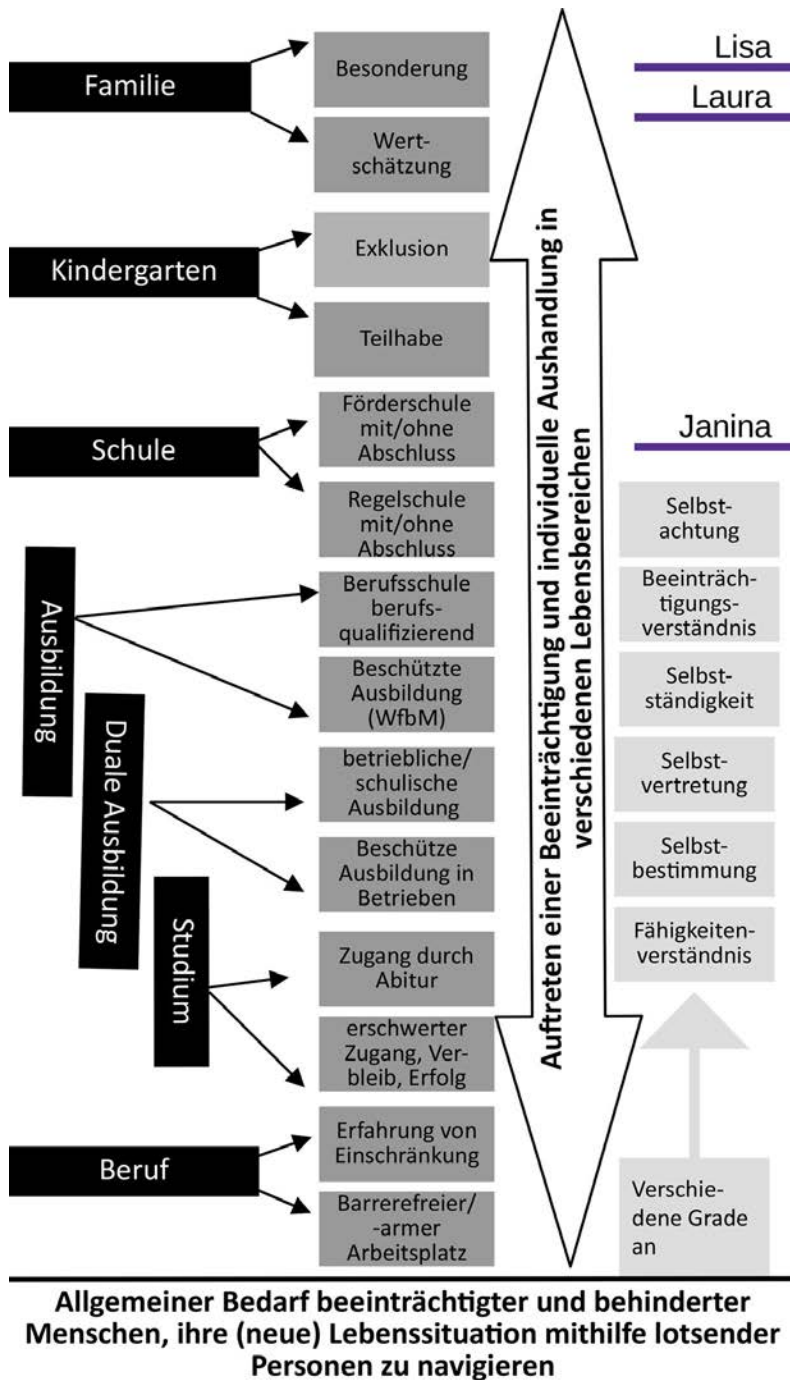 Familie
Besonderung
Wert-
schätzung
Kindergarten
Exklusion
Teilhabe
Schule
Förderschule
mit/ohne
Abschluss
Regelschule
mit/ohne
Abschluss
Ausbildung
Berufsschule
berufs-
qualifizierend
Beschützte
Ausbildung
(WfbM)
Duale Ausbildung
betriebliche/
schulische
Ausbildung
Beschütze
Ausbildung in
Betrieben
Studium
Zugang durch
Abitur
erschwerter
Zugang, Ver-
bleib, Erfolg
Beruf
Erfahrung von
Einschränkung
Barrerefreier/
-armer
Arbeitsplatz
Auftreten einer Beeinträchtigung und individuelle Aushandlung in
verschiedenen Lebensbereichen
Lisa
Laura
Janina
Selbst-
achtung
Beeinträch-
tigungs-
verständnis
Selbst-
ständigkeit
Selbst-
vertretung
Selbst-
bestimmung
Fähigkeiten-
verständnis
Verschie-
dene Grade
an
Allgemeiner Bedarf beeinträchtigter und behinderter
Menschen, ihre (neue) Lebenssituation mithilfe lotsender
Personen zu navigieren